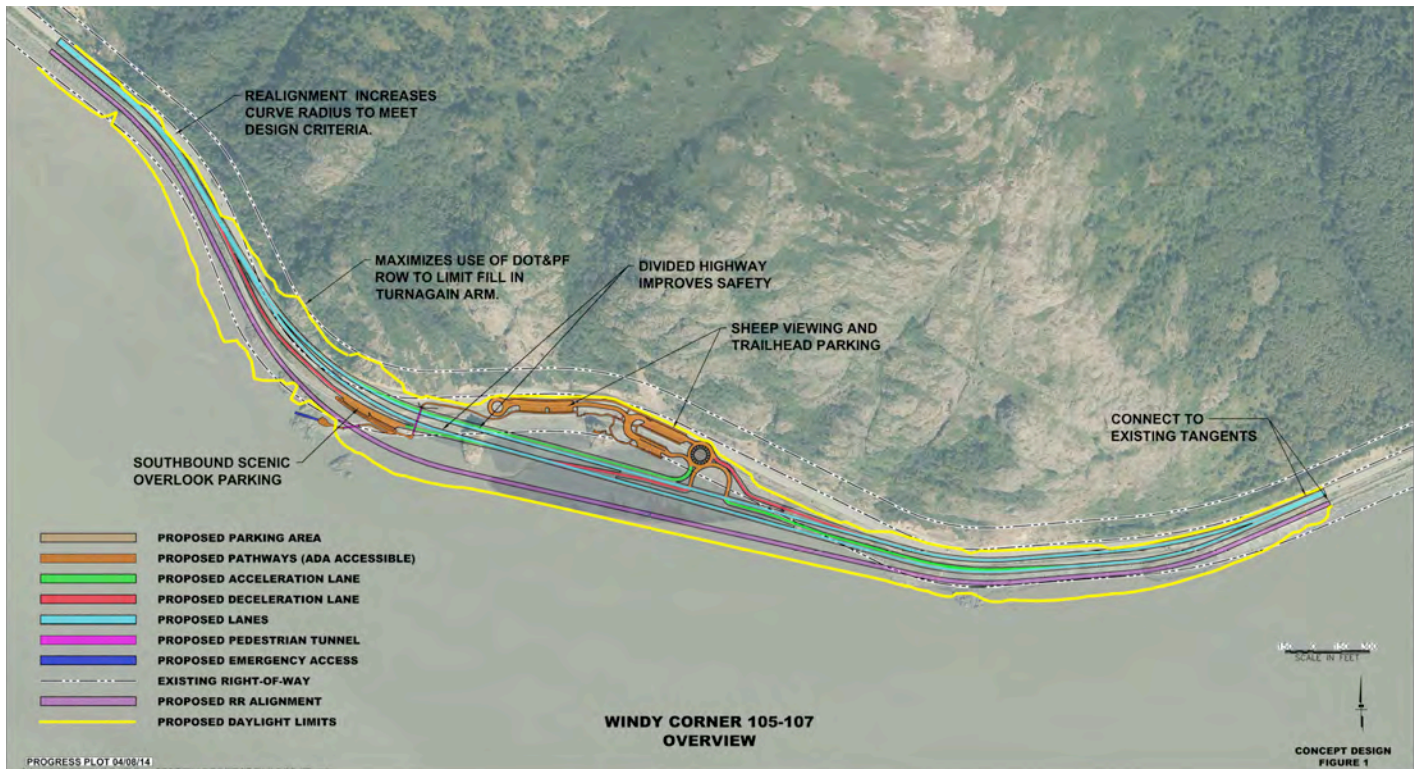 REALIGNMENT INCREASES
CURVE RADIUS TO MEET
DESIGN CRITERIA.
MAXIMIZES USE OF DOT&PF
ROW TO LIMIT FILL IN
TURNAGAIN ARM.
DIVIDED HIGHWAY
IMPROVES SAFETY
SHEEP VIEWING AND
TRAILHEAD PARKING
CONNECT TO
EXISTING TANGENTS
SOUTHBOUND SCENIC
OVERLOOK PARKING
PROPOSED PARKING AREA
PROPOSED PATHWAYS (ADA ACCESSIBLE)
PROPOSED ACCELERATION LANE
PROPOSED DECELERATION LANE
PROPOSED LANES
PROPOSED PEDESTRIAN TUNNEL
PROPOSED EMERGENCY ACCESS
EXISTING RIGHT-OF-WAY
PROPOSED RR ALIGNMENT
PROPOSED DAYLIGHT LIMITS
SCALE IN FEET
WINDY CORNER 105-107
OVERVIEW
CONCEPT DESIGN
FIGURE 1
PROGRESS PLOT 04/08/14